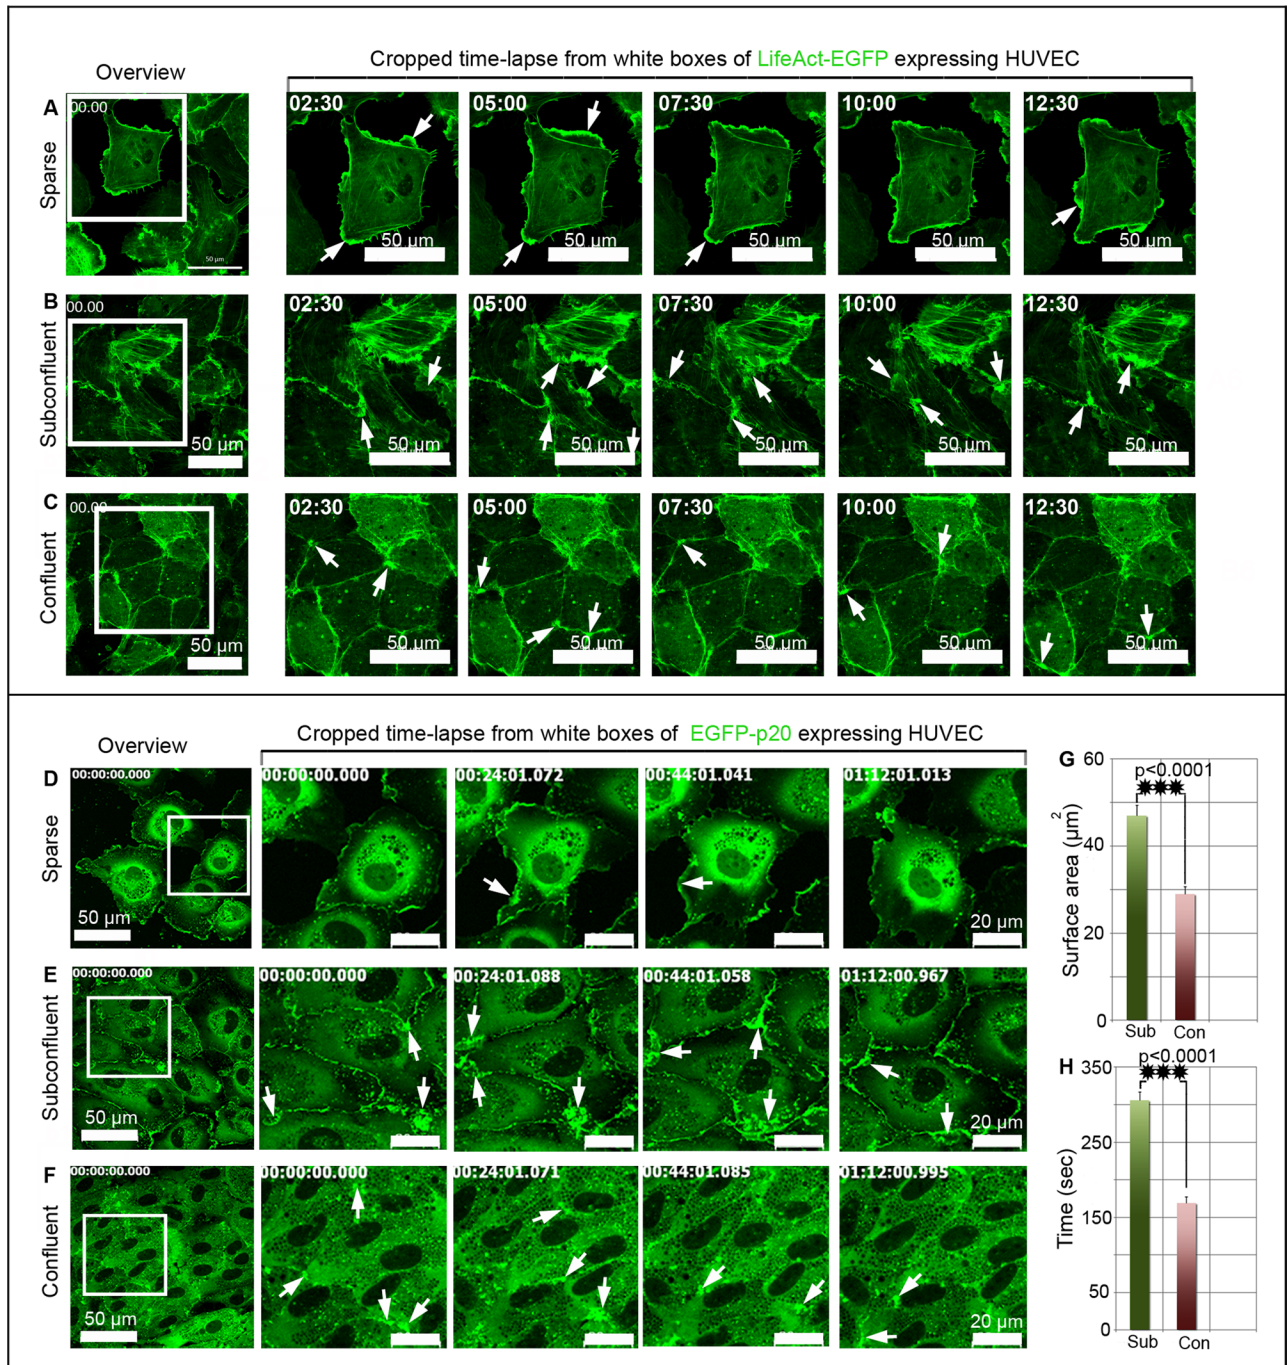 Cropped time-lapse from white boxes of LifeAct-EGFP expressing HUVEC
Overview
A
Sparse
00.00
50 µm
02:30
50 µm
05:00
50 µm
07:30
50 µm
10:00
50 µm
12:30
50 µm
B
Subconfluent
00.00
50 µm
02:30
50 µm
05:00
50 µm
07:30
50 µm
10:00
50 µm
12:30
50 µm
C
Confluent
00.00
50 µm
02:30
50 µm
05:00
50 µm
07:30
50 µm
10:00
50 µm
12:30
50 µm
Cropped time-lapse from white boxes of EGFP-p20 expressing HUVEC
Overview
D
Sparse
00:00:00.000
50 µm
00:00:00.000
00:24:01.072
00:44:01.041
01:12:01.013
20 µm
E
Subconfluent
00:00:00.000
50 µm
00:00:00.000
00:24:01.088
00:44:01.058
01:12:00.967
20 µm
F
Confluent
00:00:00.000
50 µm
00:00:00.000
00:24:01.071
00:44:01.085
01:12:00.995
20 µm
G
Surface area (µm²)
60
40
20
0
p<0.0001
Sub Con
H
Time (sec)
350
250
150
50
0
p<0.0001
Sub Con